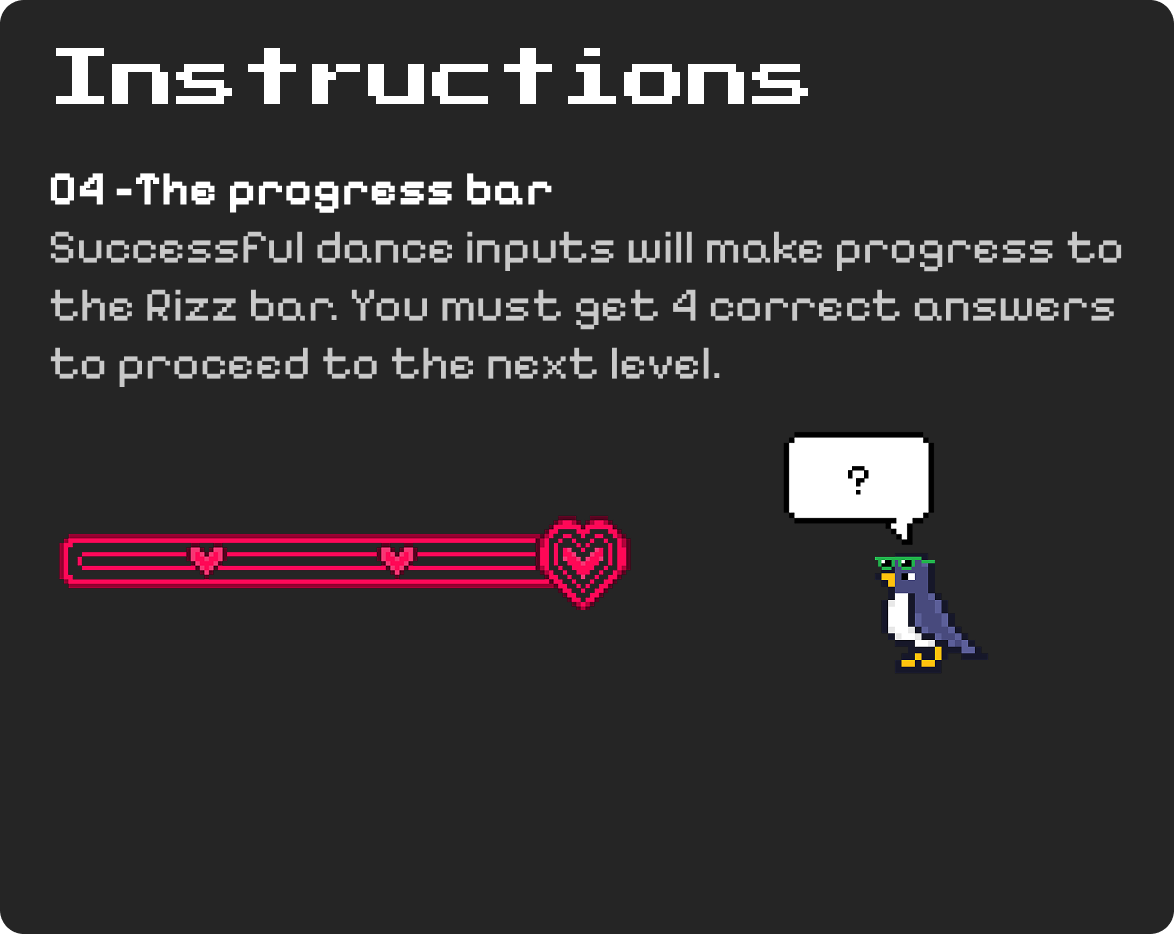 Instructions
04 -The progress bar
Successful dance inputs will make progress to
the Rizz bar. You must get 4 correct answers
to proceed to the next level.
?